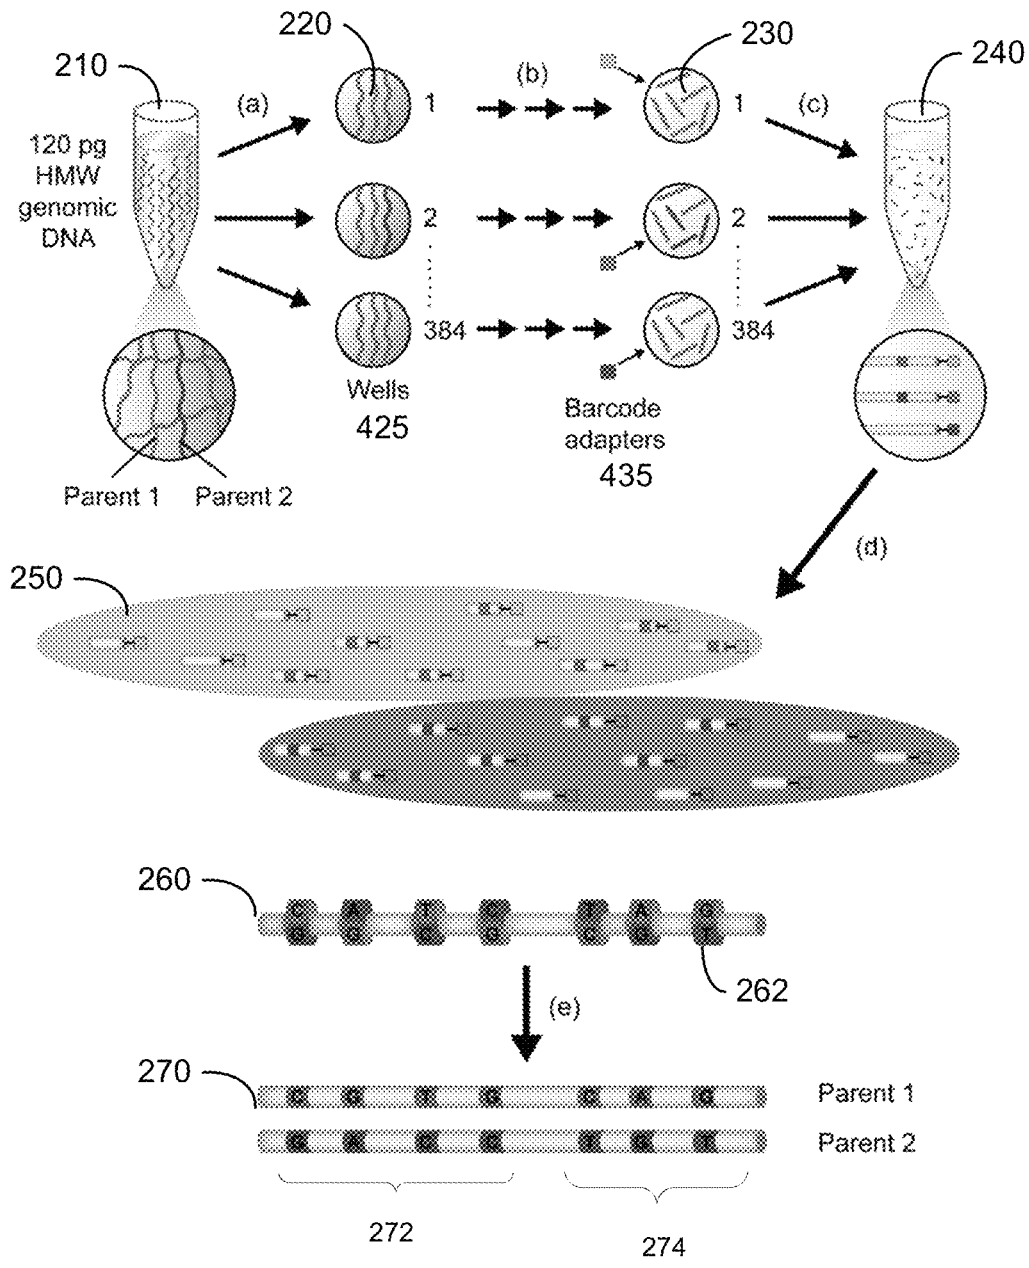 210
220
230
240
(a)
(b)
(c)
120 pg
HMW
genomic
DNA
1
1
2
2
384
384
Wells
425
Barcode
adapters
435
Parent 1
Parent 2
(d)
250
260
C A T C T A G
G G C G C G T
262
(e)
270
C G T G C A G
Parent 1
G A C C T G T
Parent 2
272
274